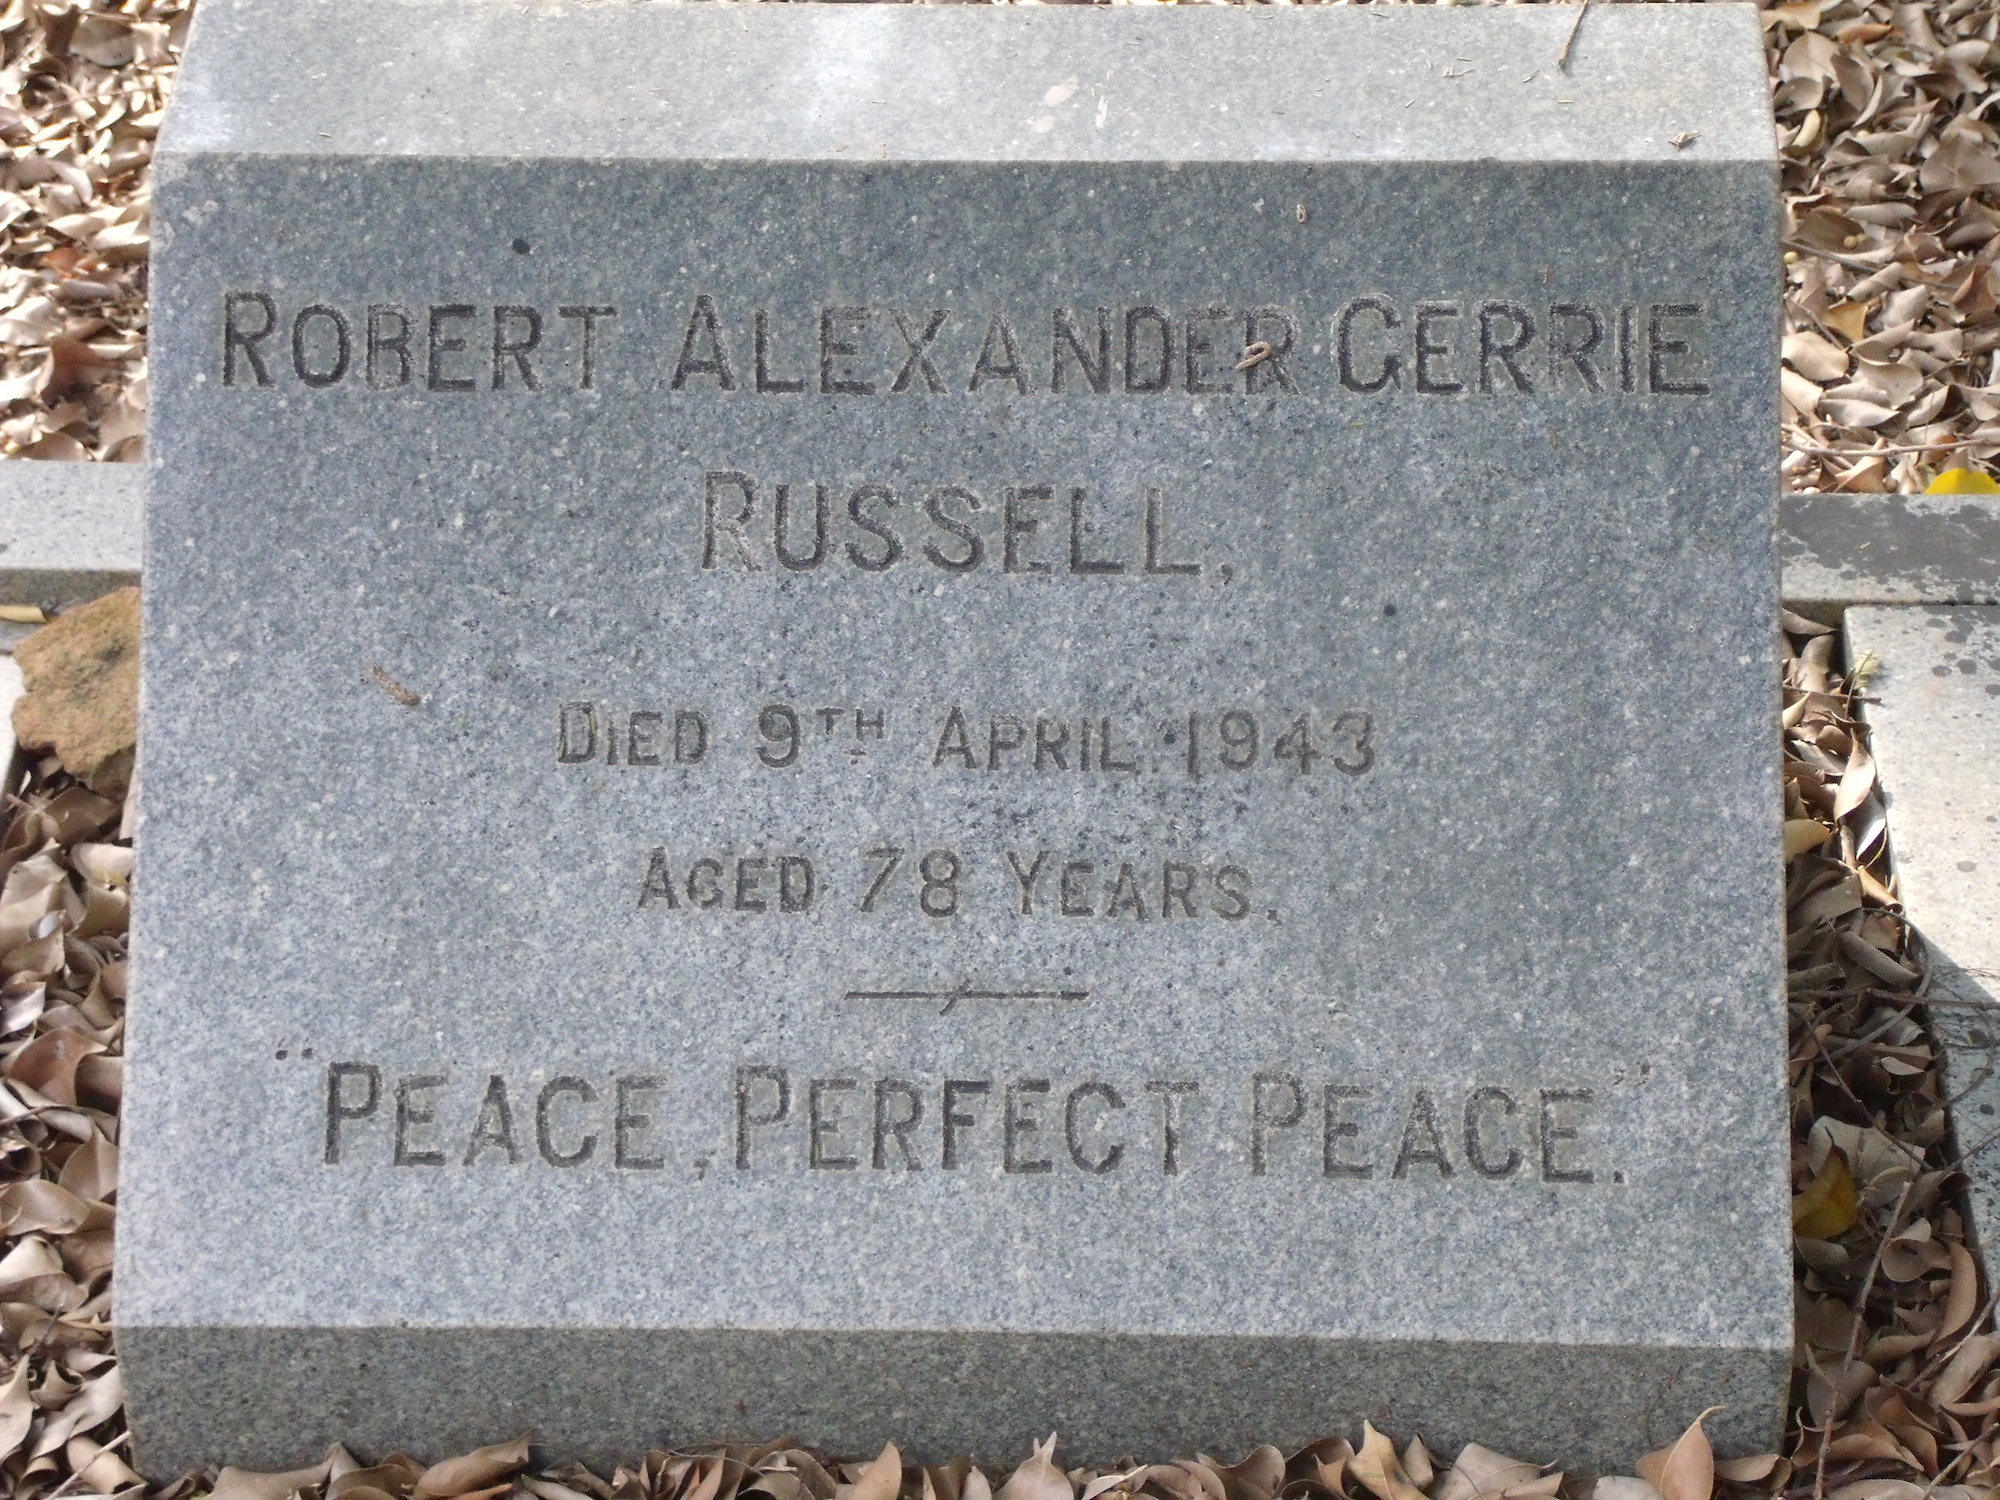 ROBERT ALEXANDER GERRIE
RUSSELL,
DIED 9TH APRIL 1943
AGED 78 YEARS.
"PEACE, PERFECT PEACE."